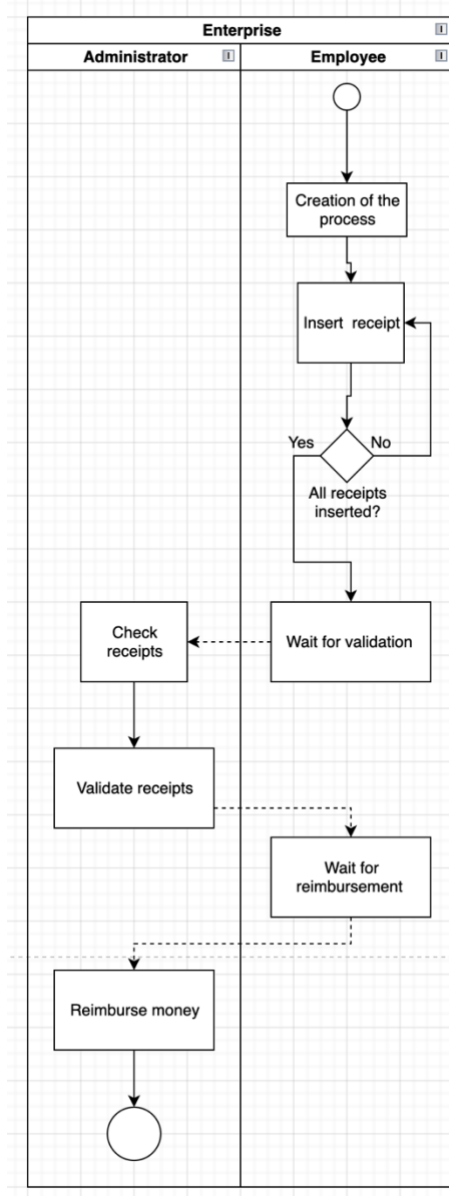 Enterprise
Administrator
Employee
Creation of the
process
Insert receipt
Yes
No
All receipts
inserted?
Check
receipts
Wait for validation
Validate receipts
Wait for
reimbursement
Reimburse money